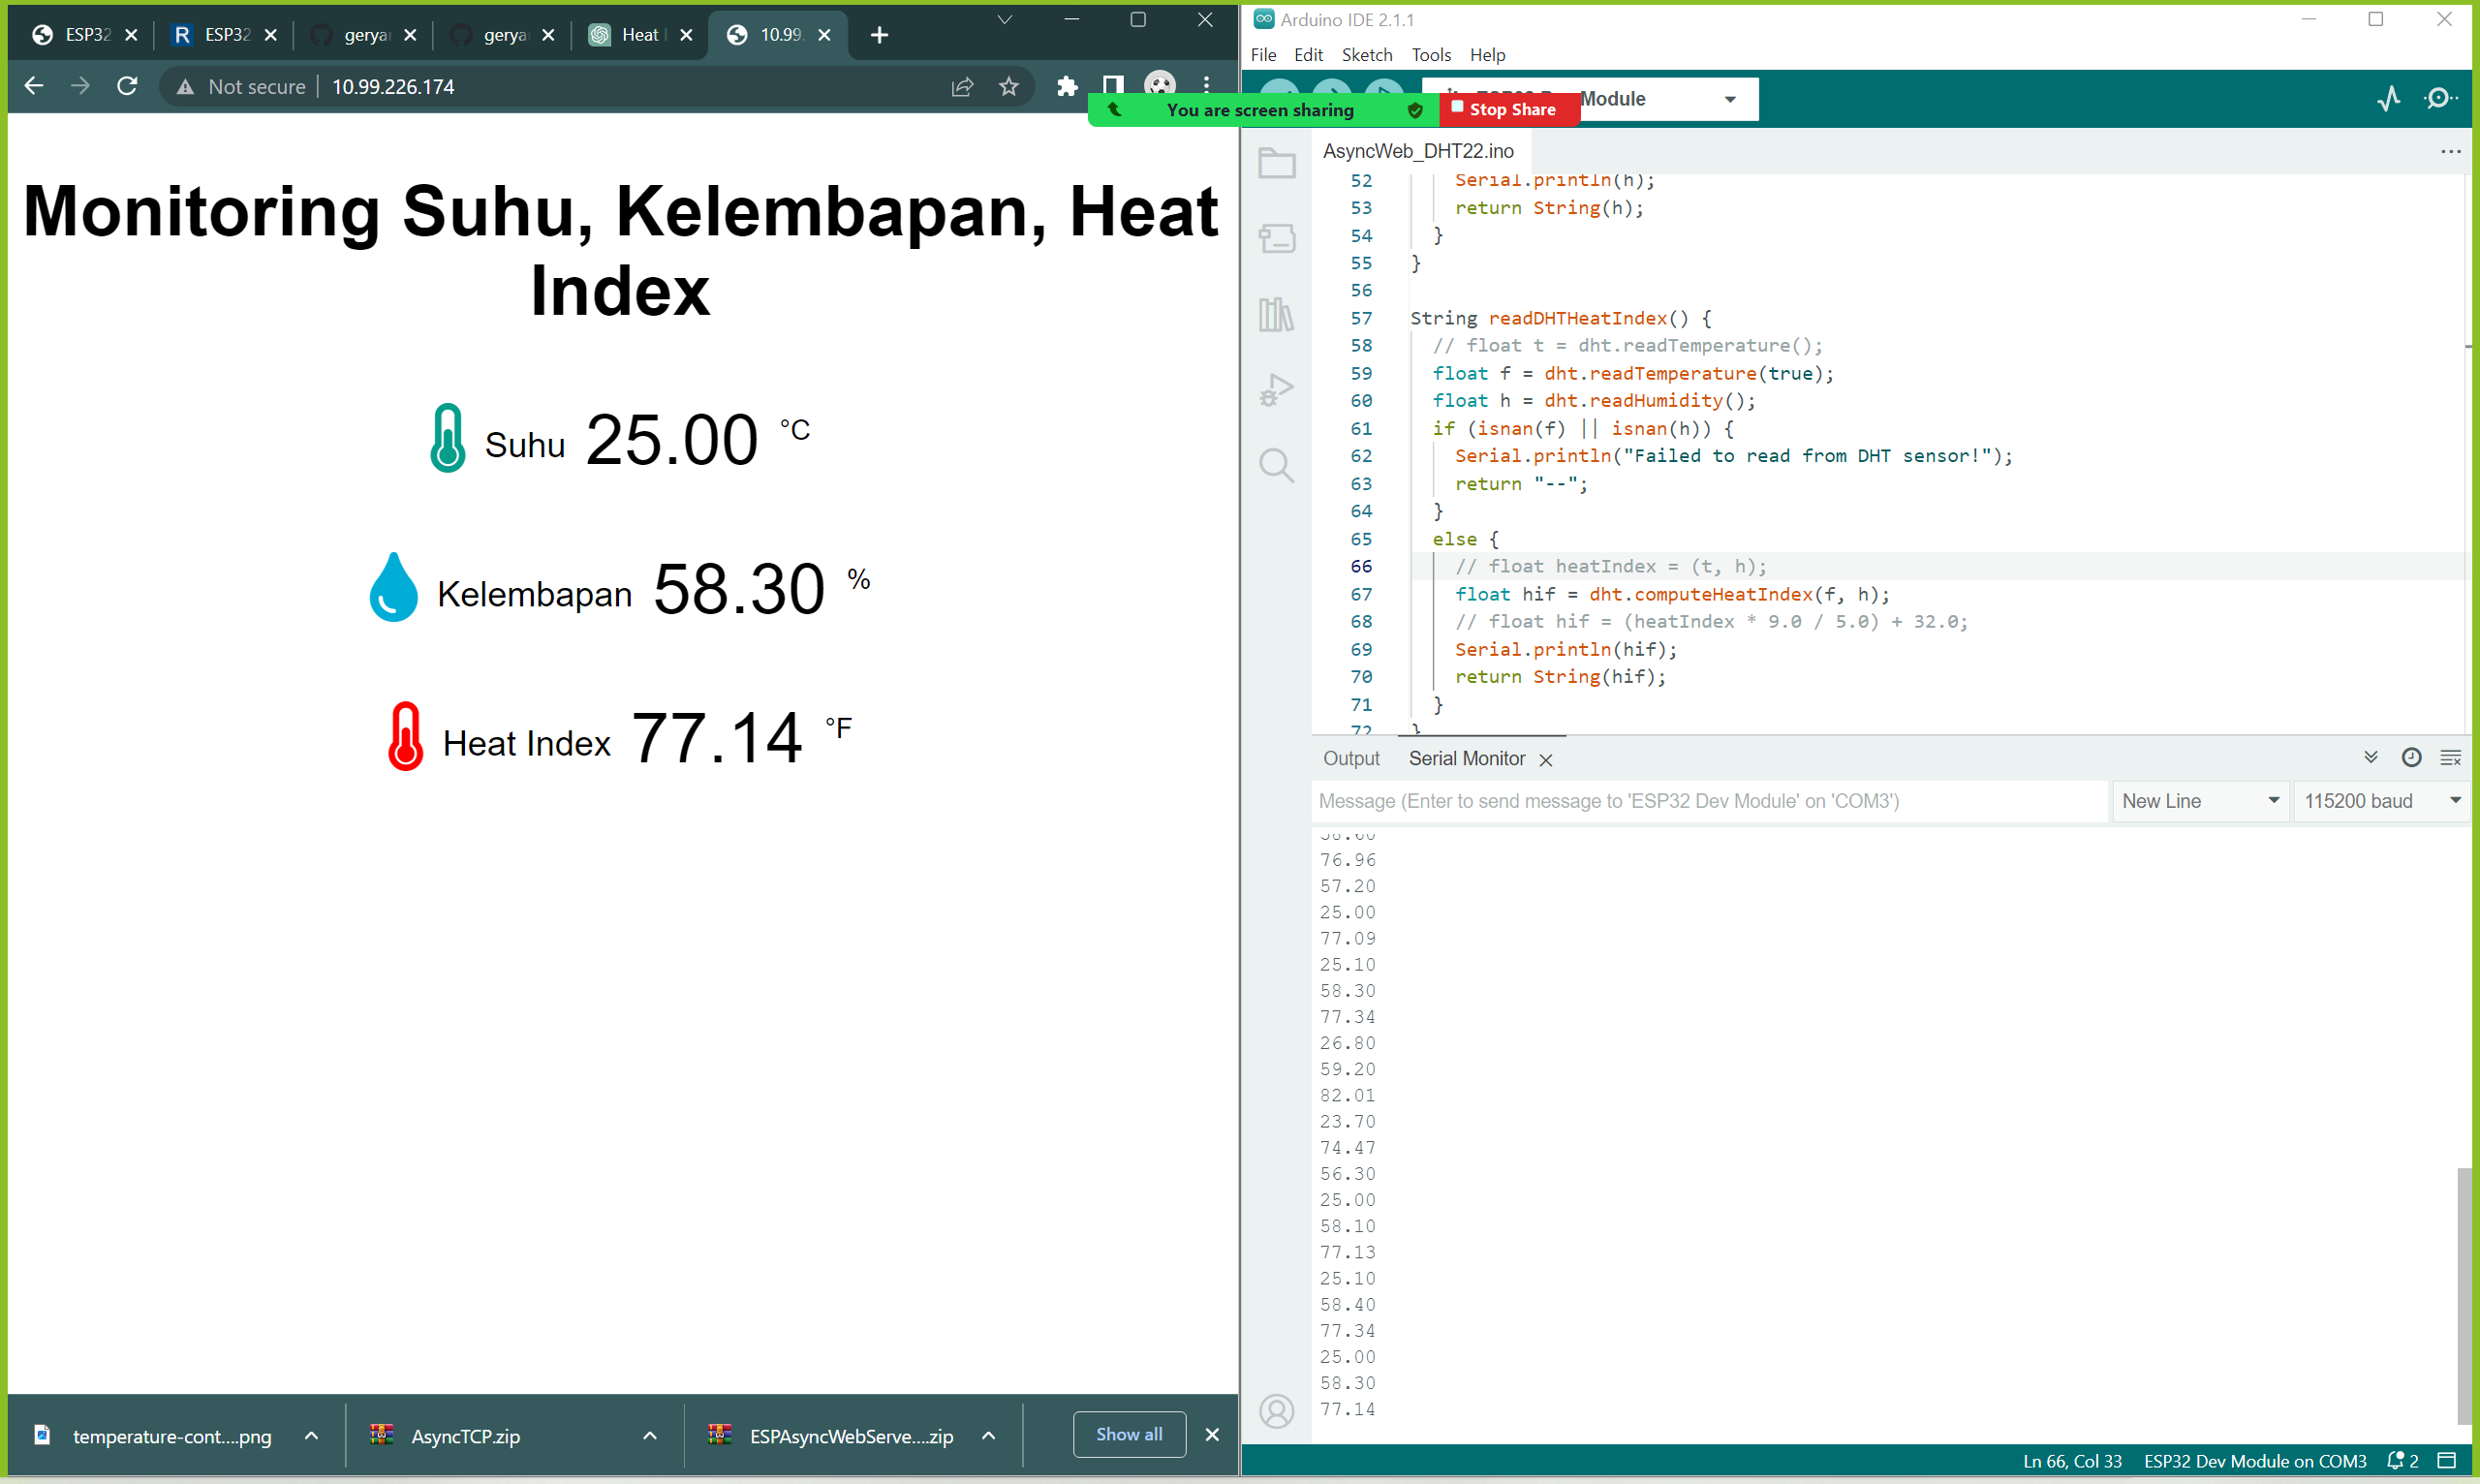 ESP32
ESP32
gerya
gerya
Heat
10.99.
Not secure
10.99.226.174
Monitoring Suhu, Kelembapan, Heat
Index
Suhu 25.00 °C
Kelembapan 58.30 %
Heat Index 77.14 °F
temperature-cont....png
AsyncTCP.zip
ESPAsyncWebServe....zip
Show all
Arduino IDE 2.1.1
File Edit Sketch Tools Help
Module
You are screen sharing
Stop Share
AsyncWeb_DHT22.ino
52 Serial.println(h);
53 return String(h);
54 }
55 }
56
57 String readDHTHeatIndex() {
58 // float t = dht.readTemperature();
59 float f = dht.readTemperature(true);
60 float h = dht.readHumidity();
61 if (isnan(f) || isnan(h)) {
62 Serial.println("Failed to read from DHT sensor!");
63 return "--";
64 }
65 else {
66 // float heatIndex = (t, h);
67 float hif = dht.computeHeatIndex(f, h);
68 // float hif = (heatIndex * 9.0 / 5.0) + 32.0;
69 Serial.println(hif);
70 return String(hif);
71 }
72 }
Output Serial Monitor
Message (Enter to send message to 'ESP32 Dev Module' on 'COM3')
New Line
115200 baud
76.96
57.20
25.00
77.09
25.10
58.30
77.34
26.80
59.20
82.01
23.70
74.47
56.30
25.00
58.10
77.13
25.10
58.40
77.34
25.00
58.30
77.14
Ln 66, Col 33 ESP32 Dev Module on COM3 2